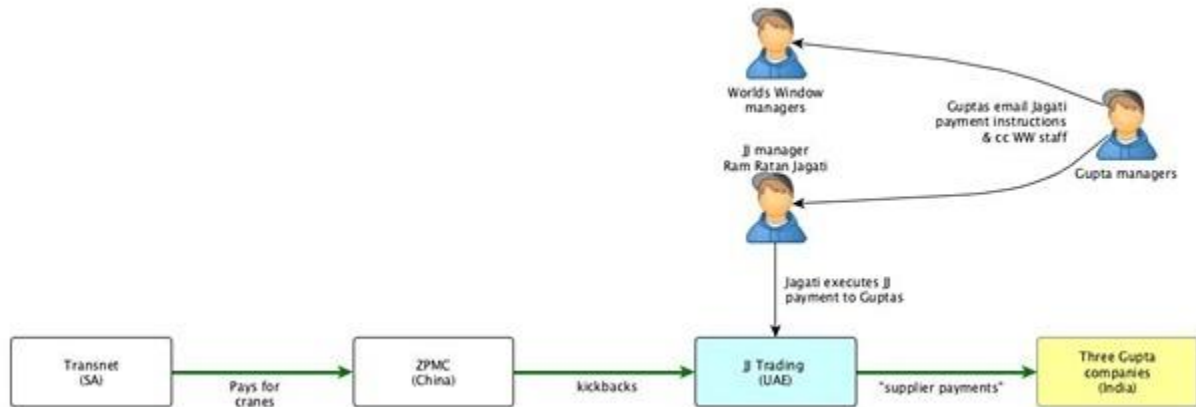 Worlds Window
managers
Guptas email Jagati
payment instructions
& cc WW staff
Gupta managers
JJ manager
Ram Ratan Jagati
Jagati executes JJ
payment to Guptas
Transnet
(SA)
Pays for
cranes
ZPMC
(China)
kickbacks
JJ Trading
(UAE)
"supplier payments"
Three Gupta
companies
(India)